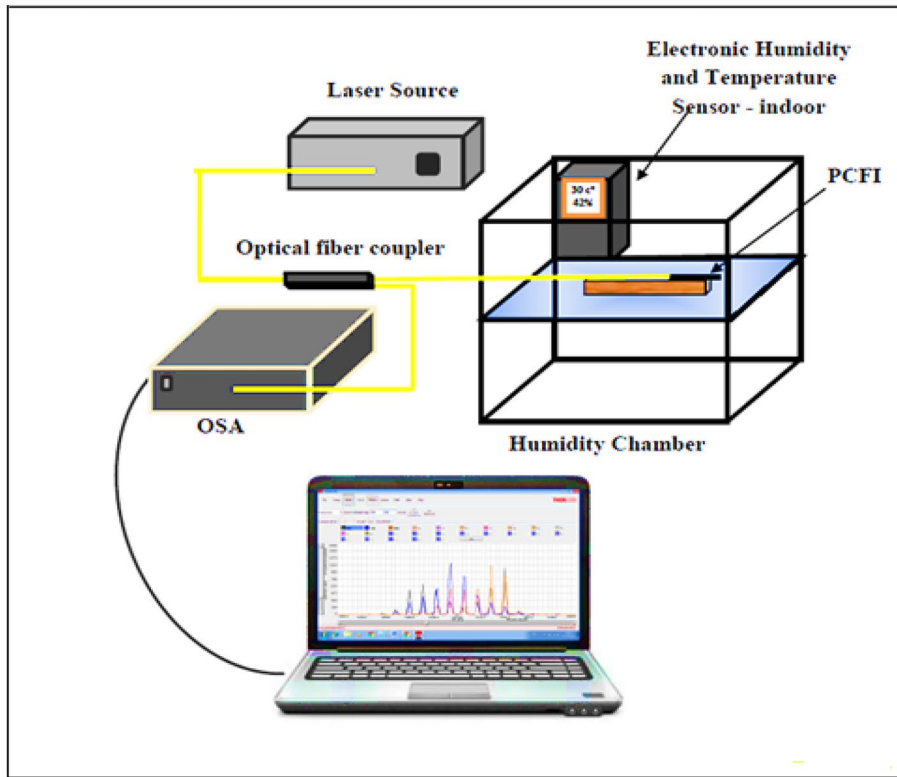 Electronic Humidity
and Temperature
Sensor - indoor
Laser Source
PCFI
30 c°
42%
Optical fiber coupler
OSA
Humidity Chamber